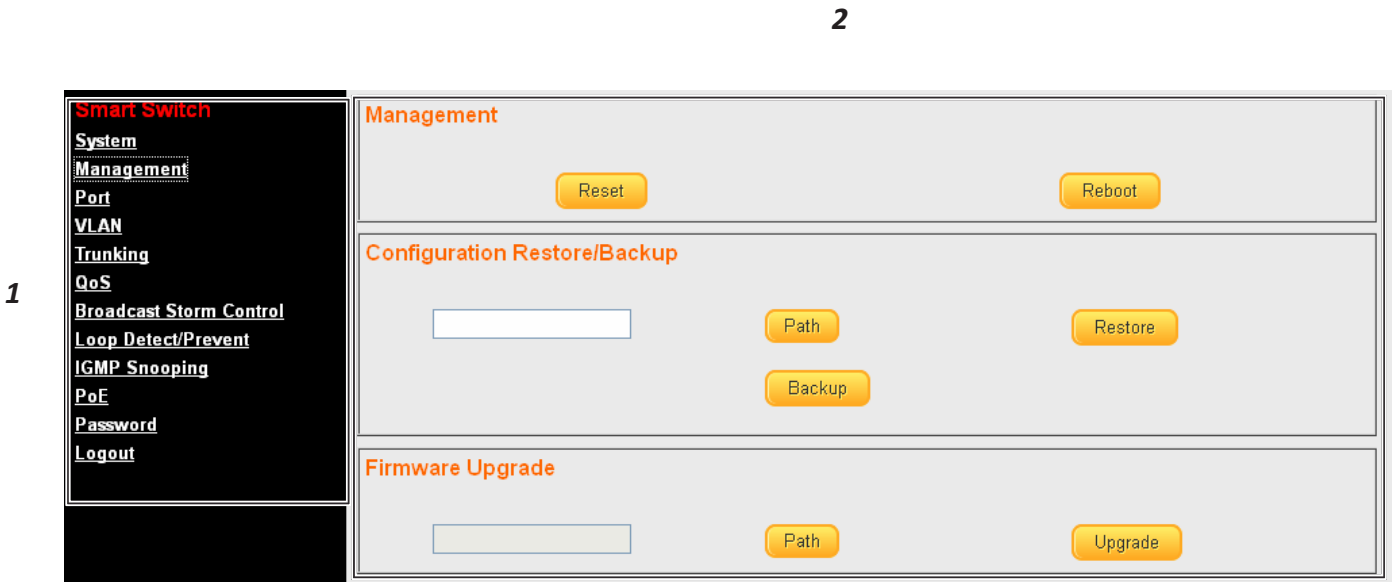 2
1
Smart Switch
System
Management
Port
VLAN
Trunking
QoS
Broadcast Storm Control
Loop Detect/Prevent
IGMP Snooping
PoE
Password
Logout
Management
Reset Reboot
Configuration Restore/Backup
Path Restore
Backup
Firmware Upgrade
Path Upgrade